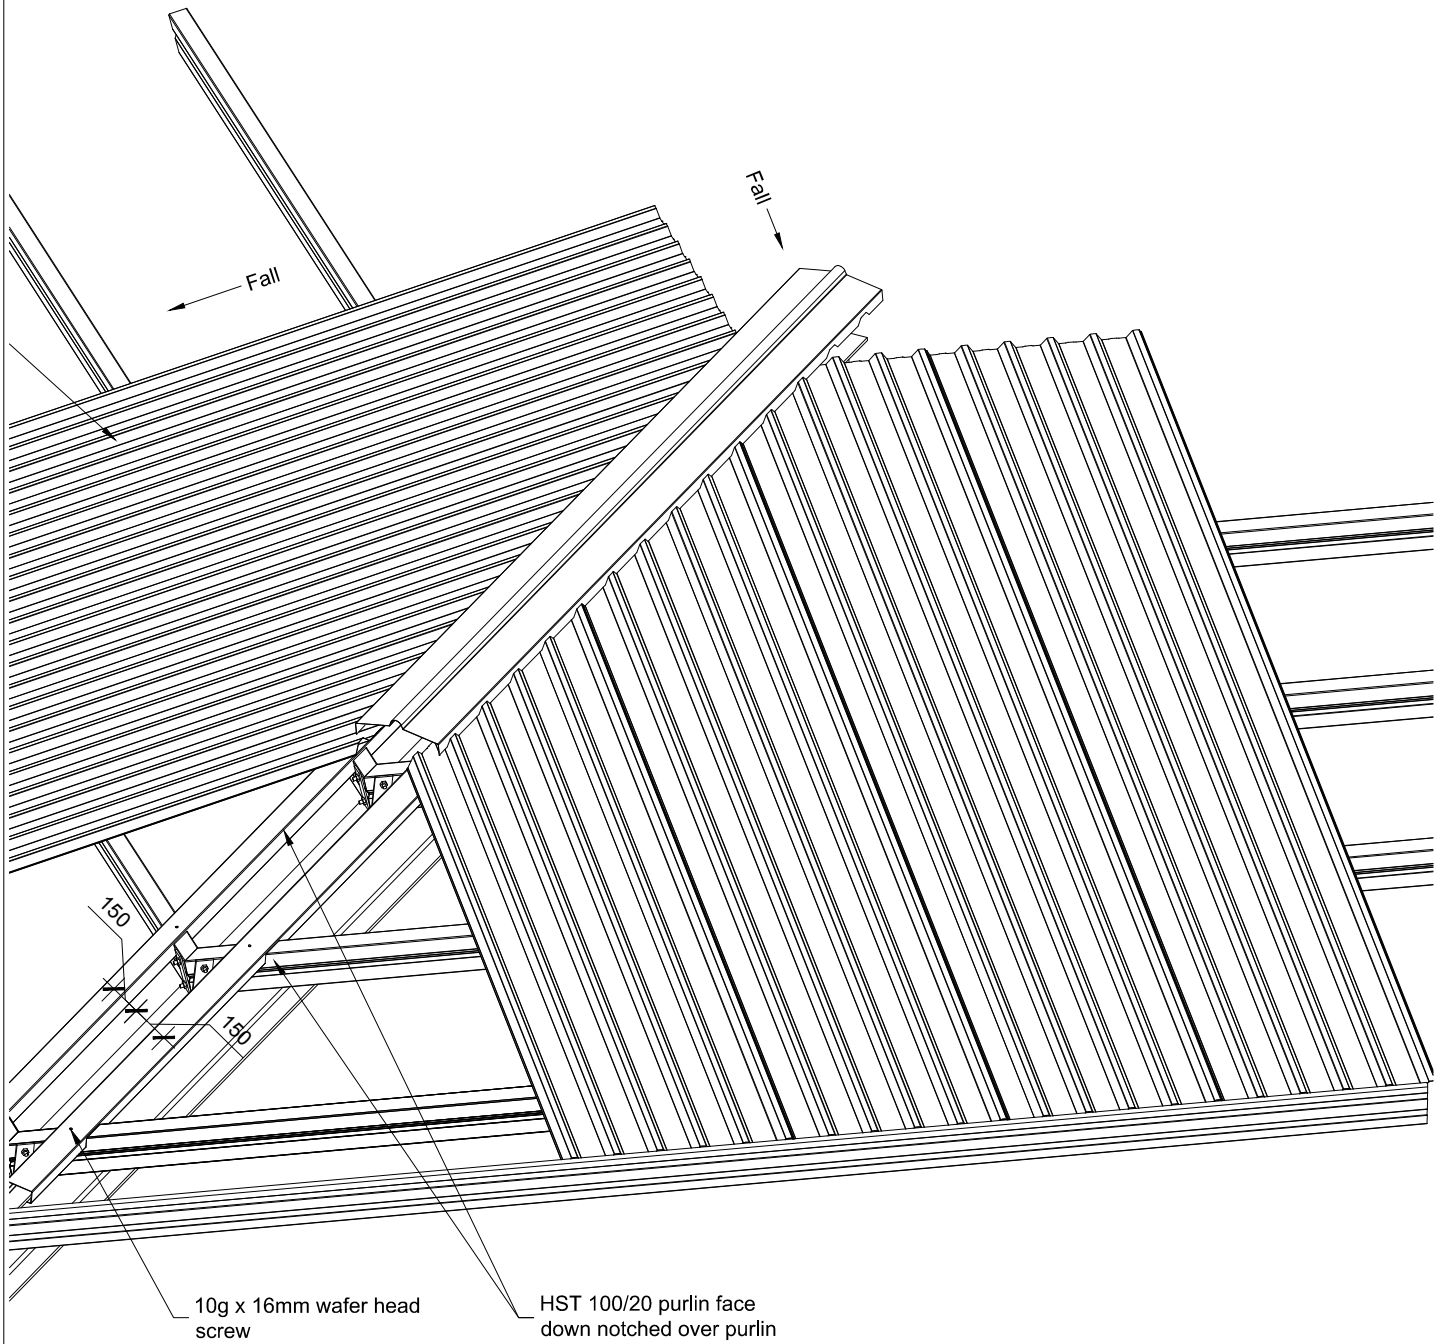 Fall
Fall
150
150
10g x 16mm wafer head
screw
HST 100/20 purlin face
down notched over purlin